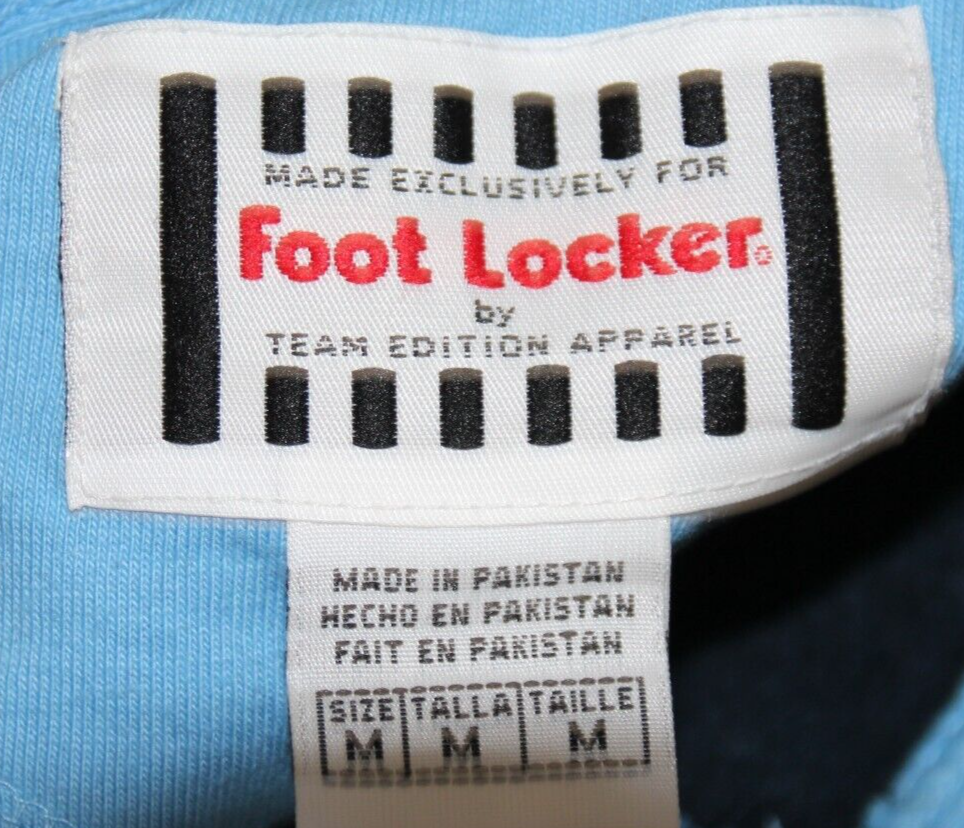 MADE EXCLUSIVELY FOR
Foot Locker®
by
TEAM EDITION APPAREL
MADE IN PAKISTAN
HECHO EN PAKISTAN
FAIT EN PAKISTAN
SIZE TALLA TAILLE
M M M